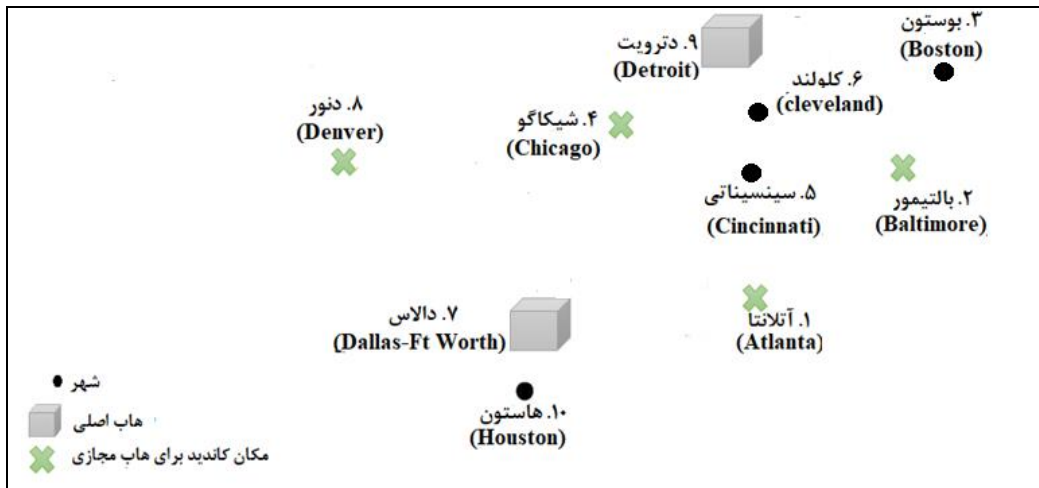 ۳. بوستون
(Boston)
۹. دترویت
(Detroit)
۶. کلولند
(cleveland)
۸. دنور
(Denver)
۴. شیکاگو
(Chicago)
۵. سینسیناتی
(Cincinnati)
۲. بالتیمور
(Baltimore)
۷. دالاس
(Dallas-Ft Worth)
۱. آتلانتا
(Atlanta)
۱۰. هاستون
(Houston)
شهر
هاب اصلی
مکان کاندید برای هاب مجازی